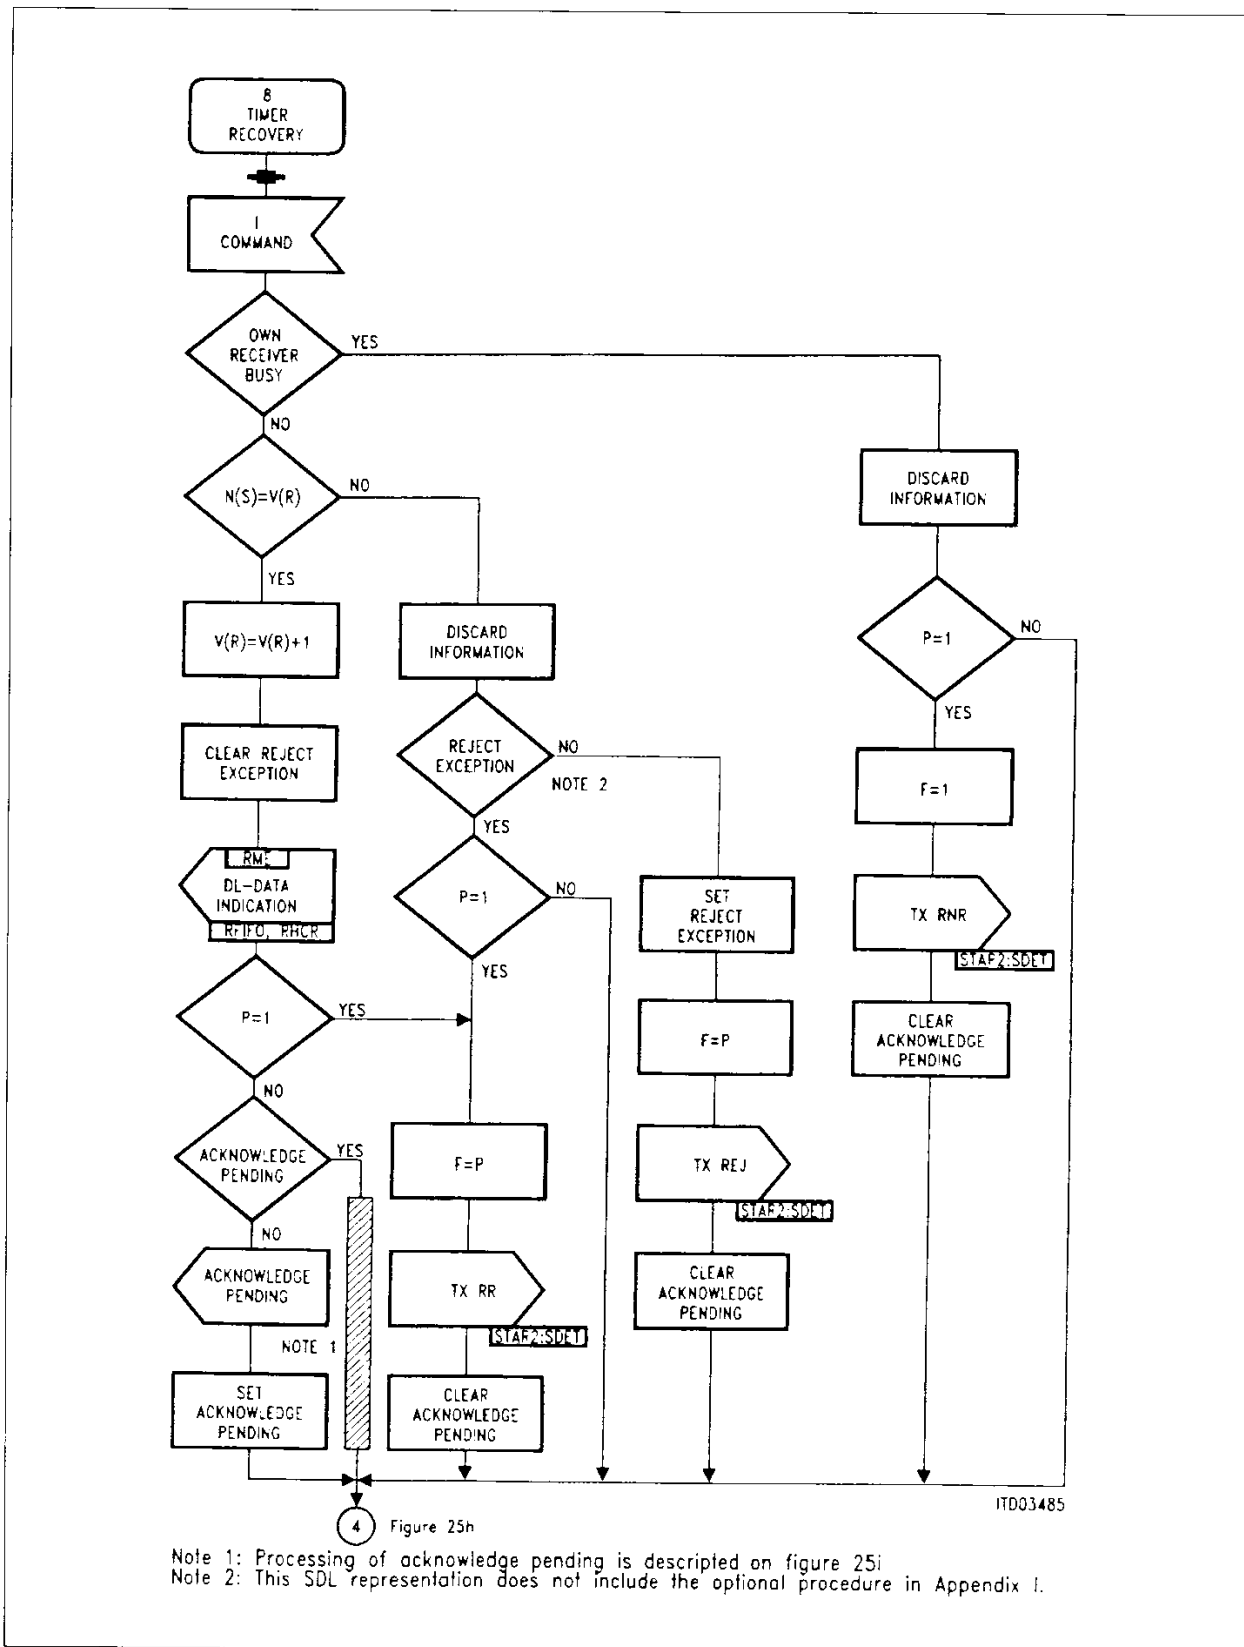 8
TIMER
RECOVERY
I
COMMAND
OWN
RECEIVER
BUSY
YES
NO
N(S)=V(R)
NO
YES
DISCARD
INFORMATION
V(R)=V(R)+1
DISCARD
INFORMATION
P=1
NO
YES
CLEAR REJECT
EXCEPTION
REJECT
EXCEPTION
NO
NOTE 2
YES
F=1
RME
DL-DATA
INDICATION
RFIFO, RHCR
P=1
NO
YES
SET
REJECT
EXCEPTION
TX RNR
STAR2:SDET
P=1
YES
NO
F=P
CLEAR
ACKNOWLEDGE
PENDING
ACKNOWLEDGE
PENDING
YES
NO
F=P
TX REJ
STAR2:SDET
ACKNOWLEDGE
PENDING
NOTE 1
TX RR
STAR2:SDET
CLEAR
ACKNOWLEDGE
PENDING
SET
ACKNOWLEDGE
PENDING
CLEAR
ACKNOWLEDGE
PENDING
ITD03485
4
Figure 25h
Note 1: Processing of acknowledge pending is descripted on figure 25i
Note 2: This SDL representation does not include the optional procedure in Appendix I.